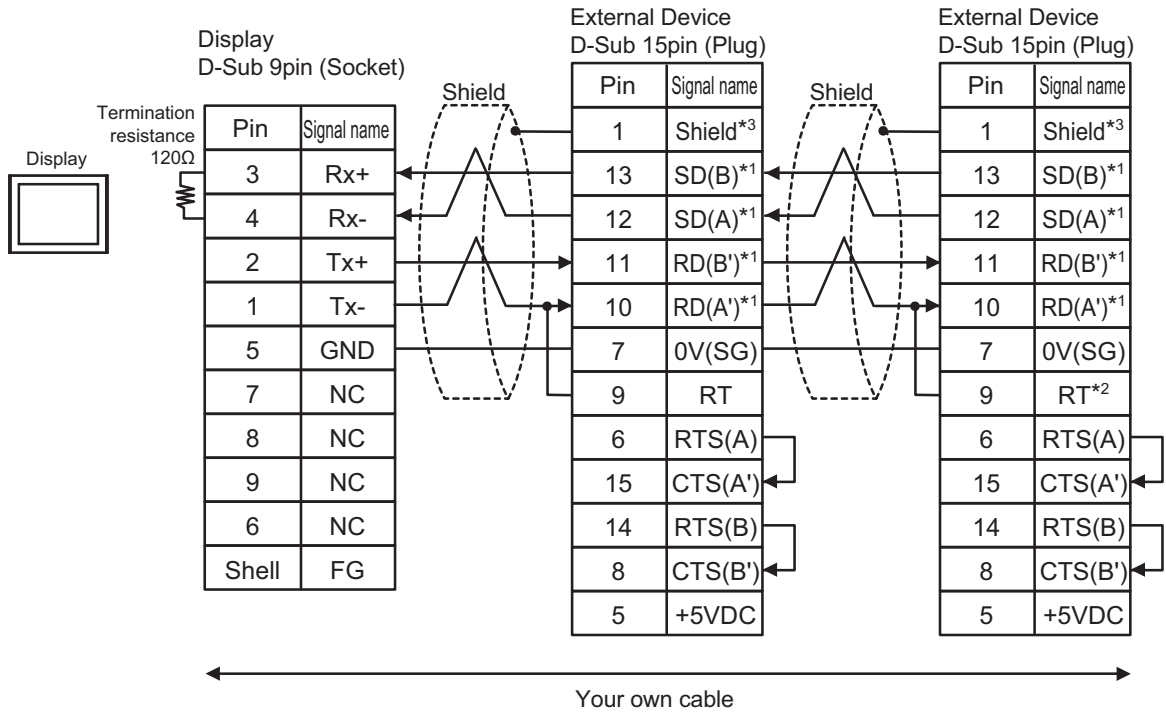 Display
D-Sub 9pin (Socket)
External Device
D-Sub 15pin (Plug)
External Device
D-Sub 15pin (Plug)
Display
Termination
resistance
120Ω
Shield
Shield
Pin Signal name
3 Rx+
4 Rx-
2 Tx+
1 Tx-
5 GND
7 NC
8 NC
9 NC
6 NC
Shell FG
Pin Signal name
1 Shield*3
13 SD(B)*1
12 SD(A)*1
11 RD(B')*1
10 RD(A')*1
7 0V(SG)
9 RT
6 RTS(A)
15 CTS(A')
14 RTS(B)
8 CTS(B')
5 +5VDC
Pin Signal name
1 Shield*3
13 SD(B)*1
12 SD(A)*1
11 RD(B')*1
10 RD(A')*1
7 0V(SG)
9 RT*2
6 RTS(A)
15 CTS(A')
14 RTS(B)
8 CTS(B')
5 +5VDC
Your own cable